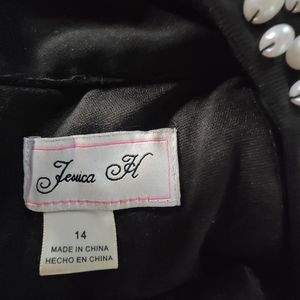 Jessica H
14
MADE IN CHINA
HECHO EN CHINA